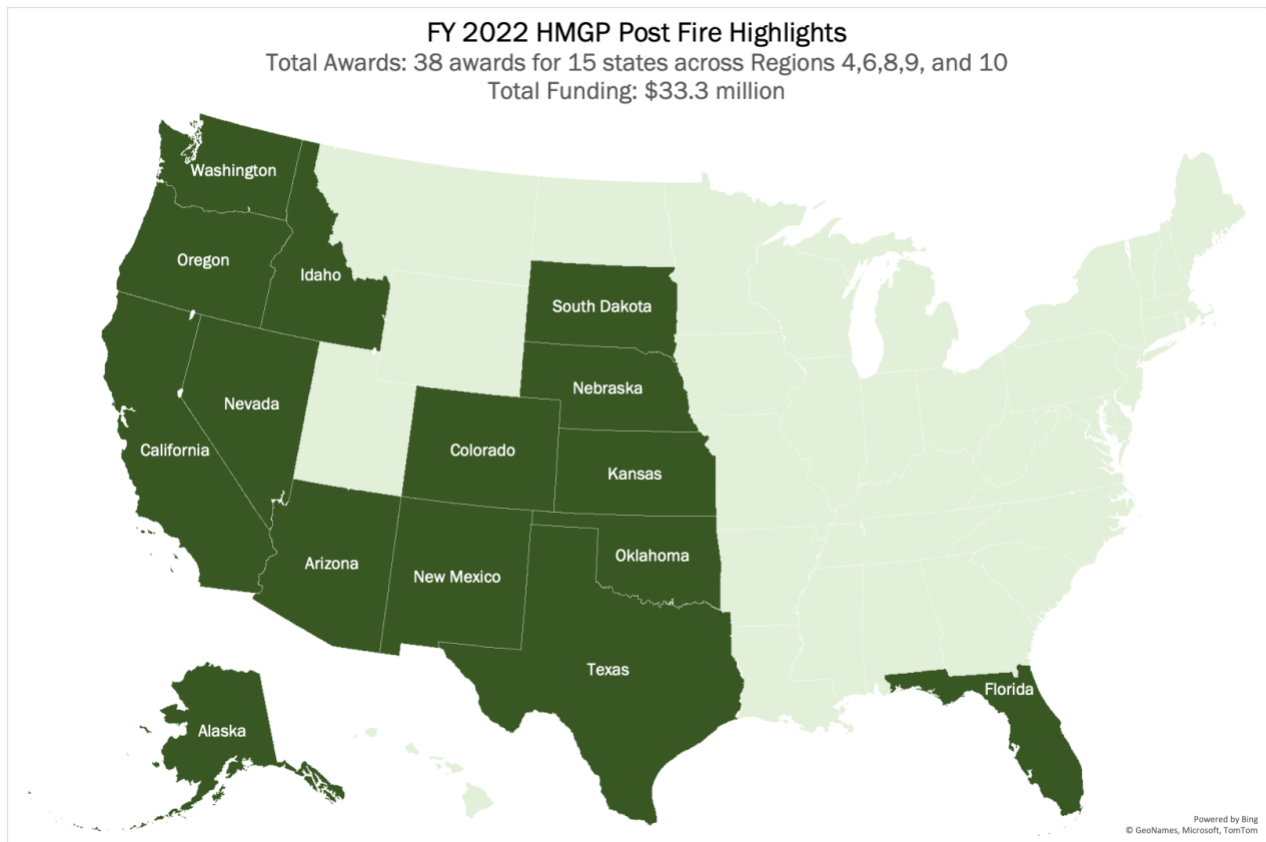 FY 2022 HMGP Post Fire Highlights
Total Awards: 38 awards for 15 states across Regions 4,6,8,9, and 10
Total Funding: $33.3 million
Washington
Oregon
Idaho
South Dakota
Nebraska
Nevada
California
Colorado
Kansas
Oklahoma
Arizona
New Mexico
Texas
Florida
Alaska
Powered by Bing
© GeoNames, Microsoft, TomTom